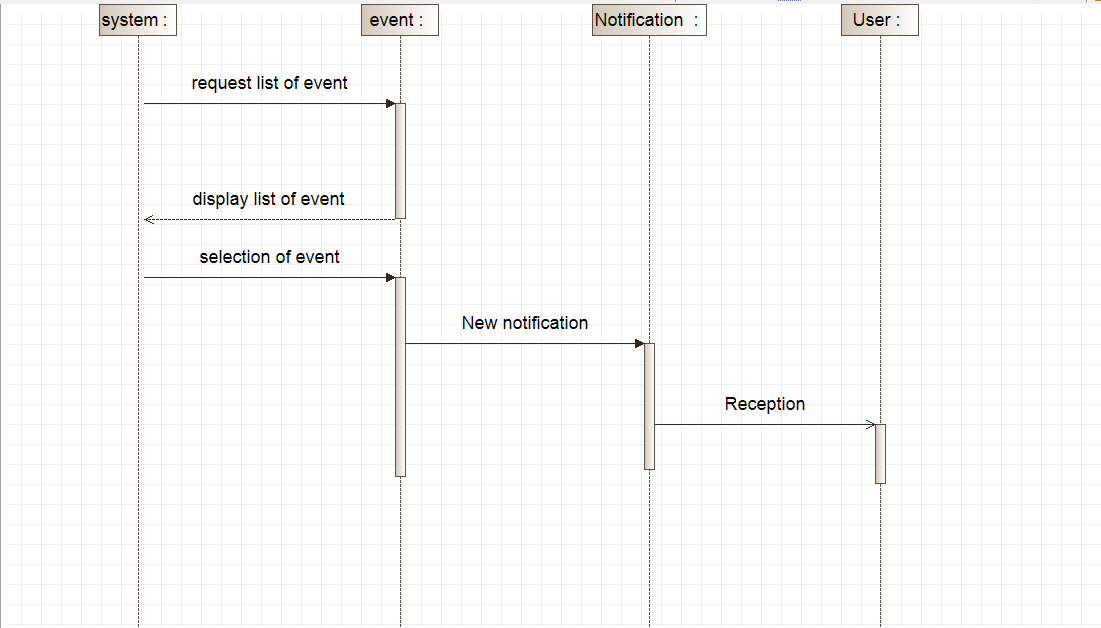 system :
event :
Notification :
User :
request list of event
display list of event
selection of event
New notification
Reception